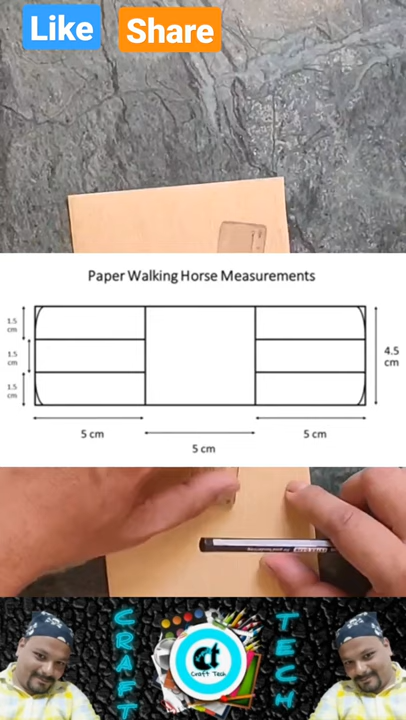 Like
Share
Paper Walking Horse Measurements
1.5
cm
1.5
cm
1.5
cm
4.5
cm
5 cm
5 cm
5 cm
CRAFT
ct
Craft Tech
TECH